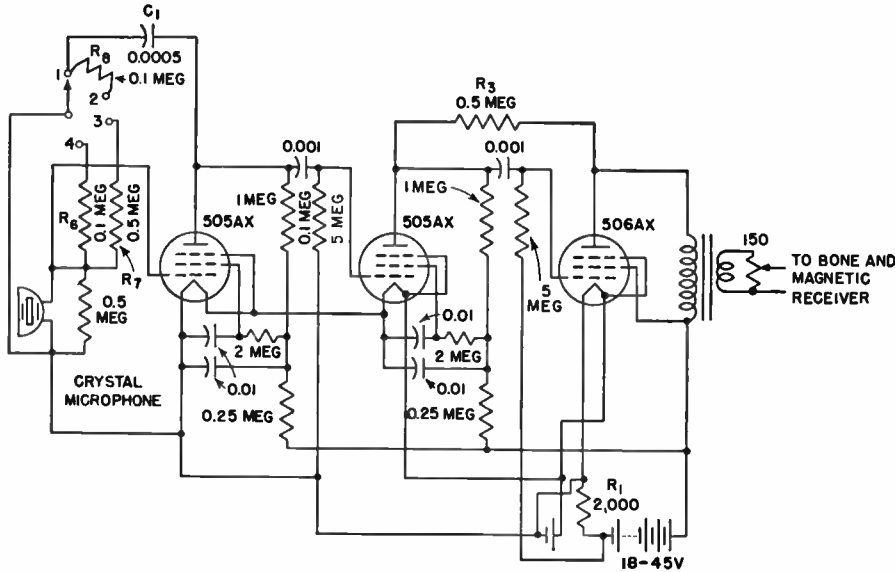 C1
0.0005
R8
0.1 MEG
1
2
3
4
R6
0.1 MEG
0.5 MEG
R7
0.5 MEG
CRYSTAL
MICROPHONE
505AX
0.001
1 MEG
0.1 MEG
5 MEG
2 MEG
0.01
0.25 MEG
R3
0.5 MEG
505AX
0.001
1 MEG
5 MEG
0.01
2 MEG
0.01
0.25 MEG
506AX
150
TO BONE AND
MAGNETIC
RECEIVER
R1
2,000
18-45V